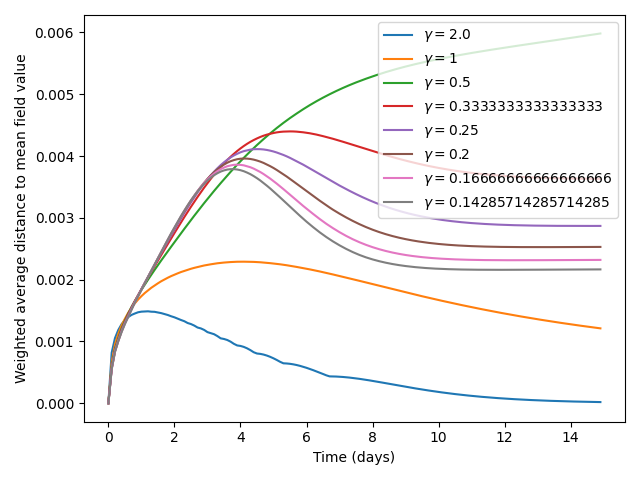 0.006
0.005
0.004
0.003
0.002
0.001
0.000
Weighted average distance to mean field value
γ = 2.0
γ = 1
γ = 0.5
γ = 0.3333333333333333
γ = 0.25
γ = 0.2
γ = 0.16666666666666666
γ = 0.14285714285714285
0 2 4 6 8 10 12 14
Time (days)